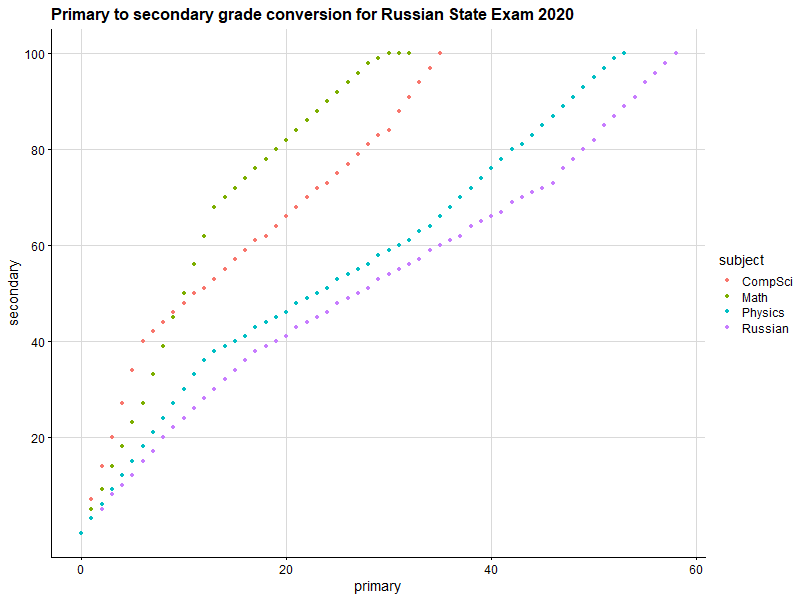 Primary to secondary grade conversion for Russian State Exam 2020
100
80
60
40
20
secondary
0
20
40
60
primary
subject
CompSci
Math
Physics
Russian